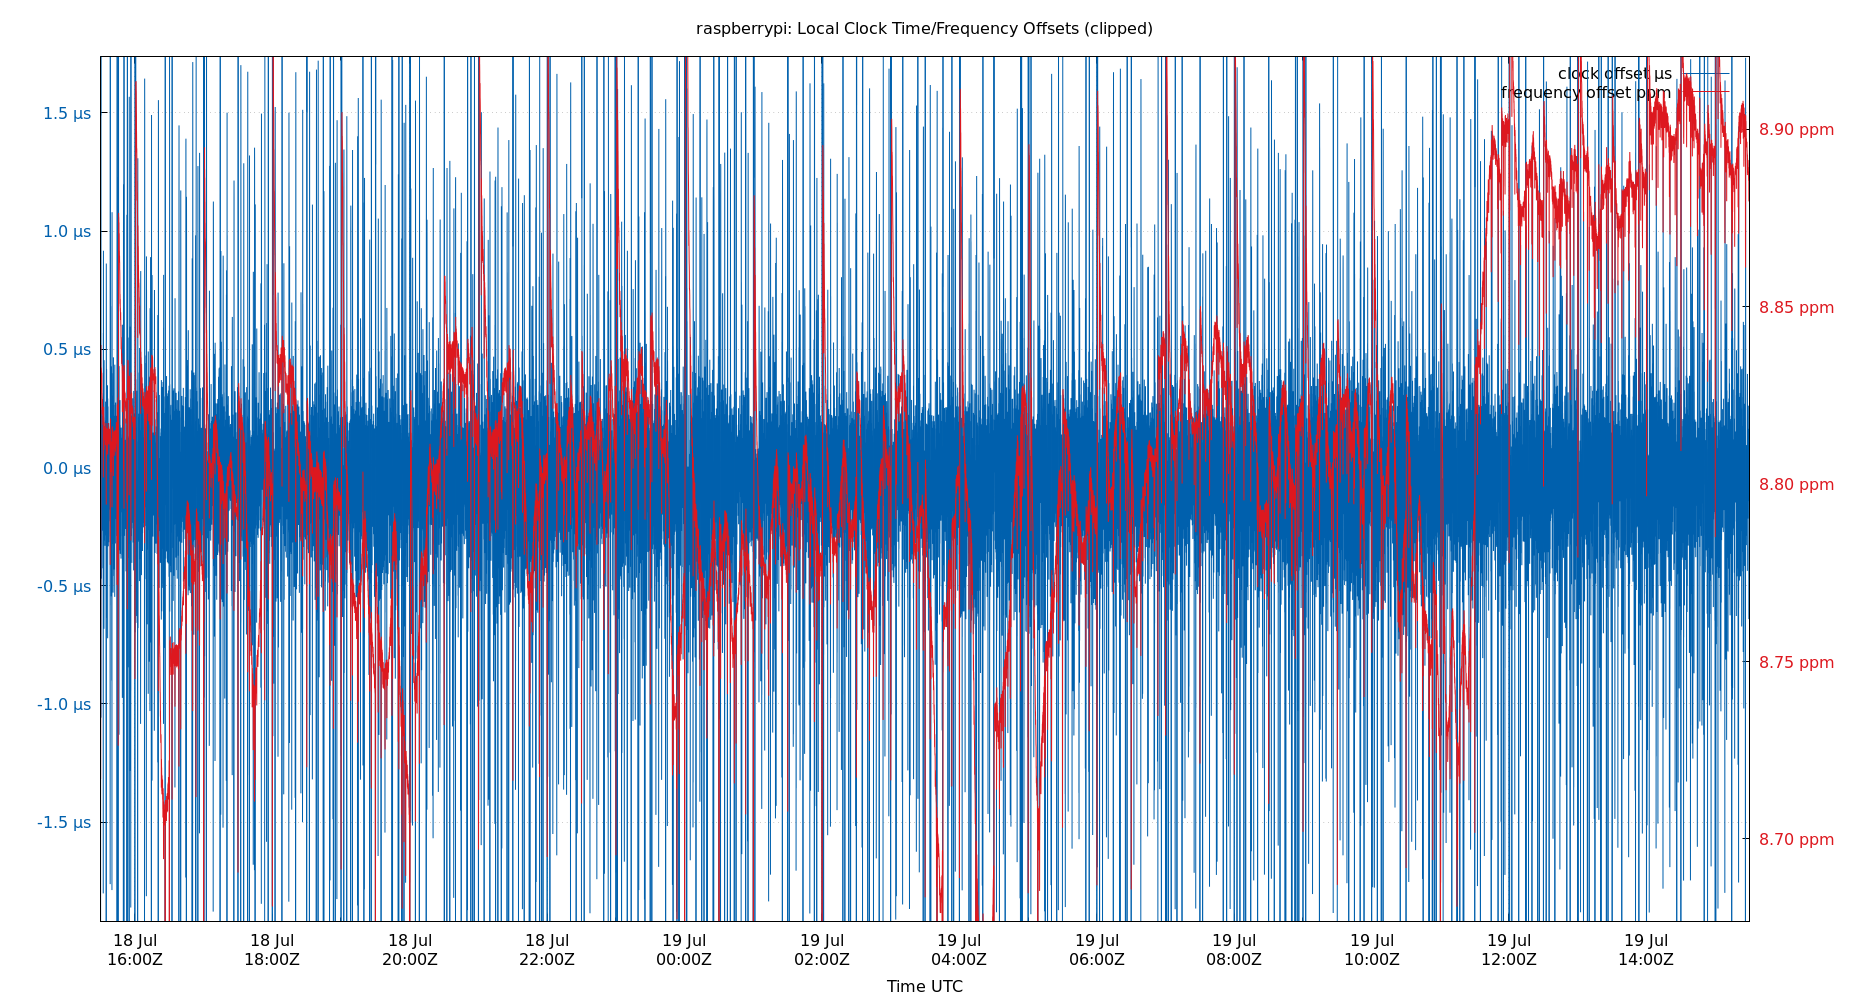 raspberrypi: Local Clock Time/Frequency Offsets (clipped)
clock offset µs
frequency offset ppm
1.5 µs
1.0 µs
0.5 µs
0.0 µs
-0.5 µs
-1.0 µs
-1.5 µs
8.90 ppm
8.85 ppm
8.80 ppm
8.75 ppm
8.70 ppm
18 Jul 18 Jul 18 Jul 18 Jul 19 Jul 19 Jul 19 Jul 19 Jul 19 Jul 19 Jul 19 Jul 19 Jul
16:00Z 18:00Z 20:00Z 22:00Z 00:00Z 02:00Z 04:00Z 06:00Z 08:00Z 10:00Z 12:00Z 14:00Z
Time UTC